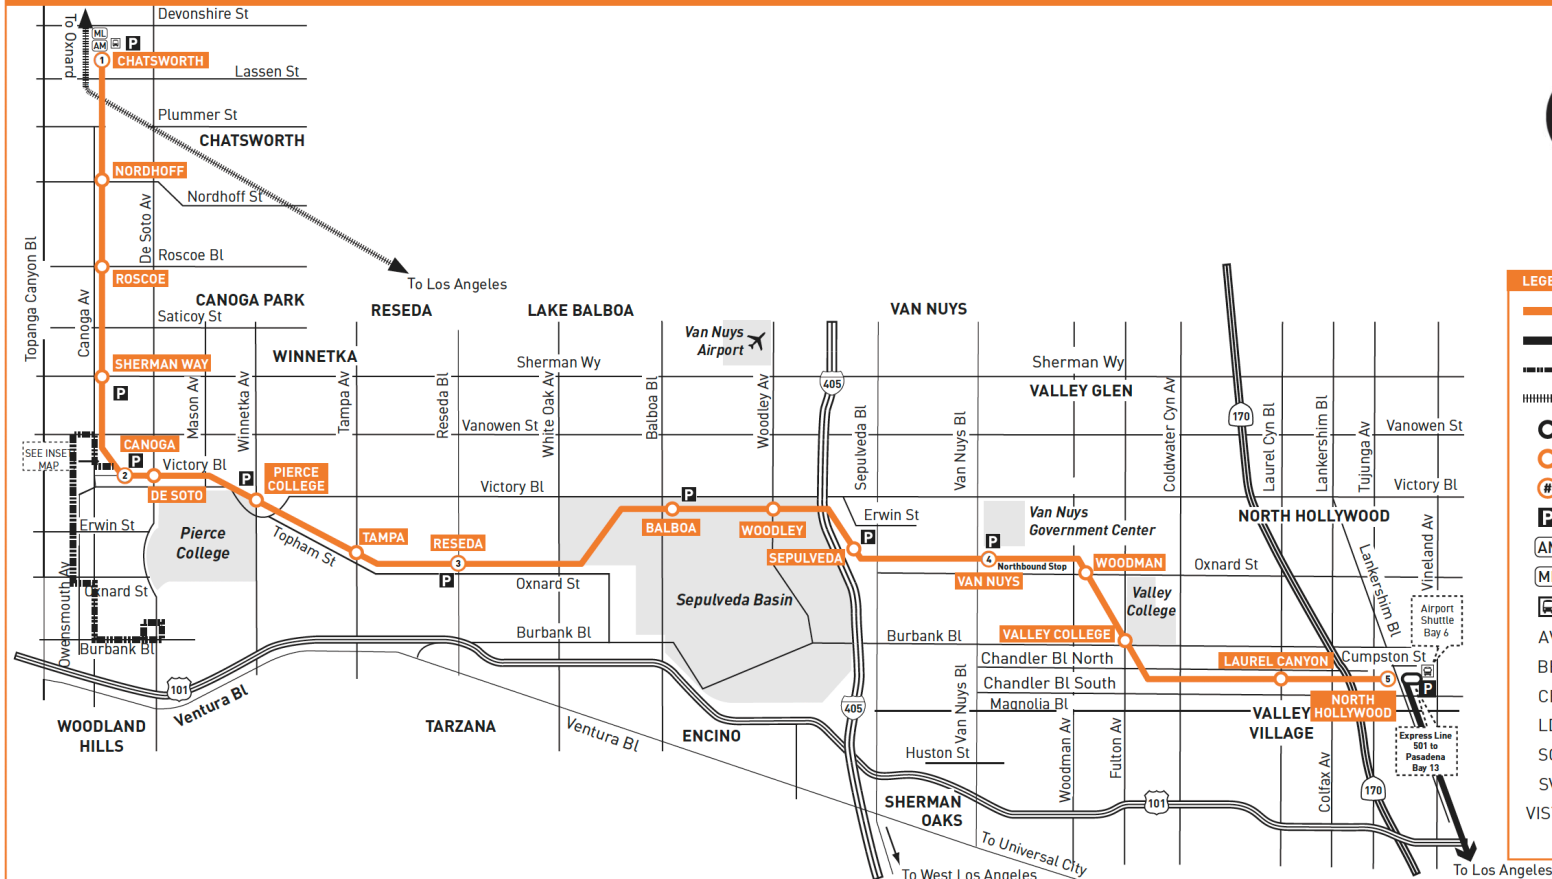 To Oxnard
Devonshire St
ML
AM
P
1
CHATSWORTH
Lassen St
Plummer St
CHATSWORTH
NORDHOFF
Nordhoff St
De Soto Av
Topanga Canyon Bl
Roscoe Bl
ROSCOE
To Los Angeles
Canoga Av
CANOGA PARK
Saticoy St
RESEDA
LAKE BALBOA
VAN NUYS
Van Nuys
Airport
WINNETKA
SHERMAN WAY
Sherman Wy
Sherman Wy
VALLEY GLEN
405
170
P
Mason Av
Winnetka Av
Tampa Av
Reseda Bl
White Oak Av
Balboa Bl
Woodley Av
Sepulveda Bl
Van Nuys Bl
Coldwater Cyn Av
Laurel Cyn Bl
Lankershim Bl
Tujunga Av
Vanowen St
Vanowen St
SEE INSET
MAP
CANOGA
P
2
Victory Bl
DE SOTO
P
PIERCE
COLLEGE
Victory Bl
P
BALBOA
WOODLEY
Victory Bl
Erwin St
Pierce
College
Topham St
TAMPA
RESEDA
3
P
Erwin St
SEPULVEDA
P
Van Nuys
Government Center
P
4
Northbound Stop
VAN NUYS
WOODMAN
NORTH HOLLYWOOD
Oxnard St
Lankershim Bl
Vineland Av
Owensmouth Av
Oxnard St
Oxnard St
Sepulveda Basin
Valley
College
Airport
Shuttle
Bay 6
Burbank Bl
Burbank Bl
Burbank Bl
VALLEY COLLEGE
Chandler Bl North
Chandler Bl South
LAUREL CANYON
Cumpston St
5
P
NORTH
HOLLYWOOD
Magnolia Bl
101
Ventura Bl
WOODLAND
HILLS
TARZANA
Ventura Bl
ENCINO
405
Van Nuys Bl
Woodman Av
Fulton Av
VALLEY
VILLAGE
Express Line
501 to
Pasadena
Bay 13
Huston St
Colfax Av
170
SHERMAN
OAKS
101
To Universal City
To West Los Angeles
To Los Angeles
LEGE
#
P
AM
M
AV
B
C
L
S
SV
VIS